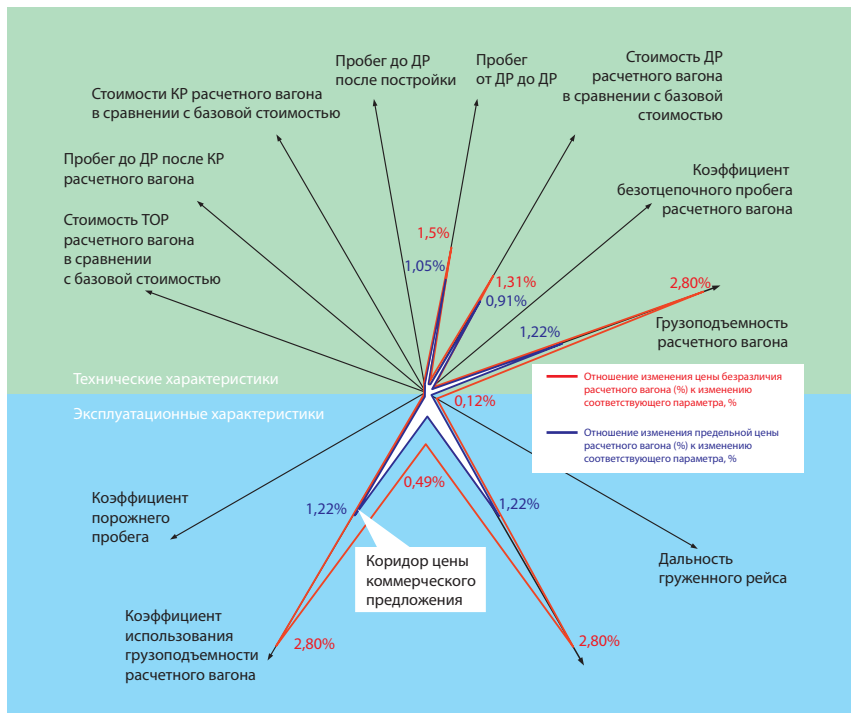 Пробег до ДР
после постройки
Пробег
от ДР до ДР
Стоимость ДР
расчетного вагона
в сравнении с базовой
стоимостью
Стоимости КР расчетного вагона
в сравнении с базовой стоимостью
Пробег до ДР после КР
расчетного вагона
Коэффициент
безотцепочного пробега
расчетного вагона
Стоимость ТОР
расчетного вагона
в сравнении
с базовой стоимостью
1,5%
1,05%
1,31%
0,91%
2,80%
1,22%
Грузоподъемность
расчетного вагона
Технические характеристики
Эксплуатационные характеристики
0,12%
Отношение изменения цены безразличия
расчетного вагона (%) к изменению
соответствующего параметра, %
Отношение изменения предельной цены
расчетного вагона (%) к изменению
соответствующего параметра, %
0,49%
1,22%
1,22%
Коэффициент
порожнего
пробега
Коридор цены
коммерческого
предложения
Дальность
груженного рейса
Коэффициент
использования
грузоподъемности
расчетного вагона
2,80%
2,80%